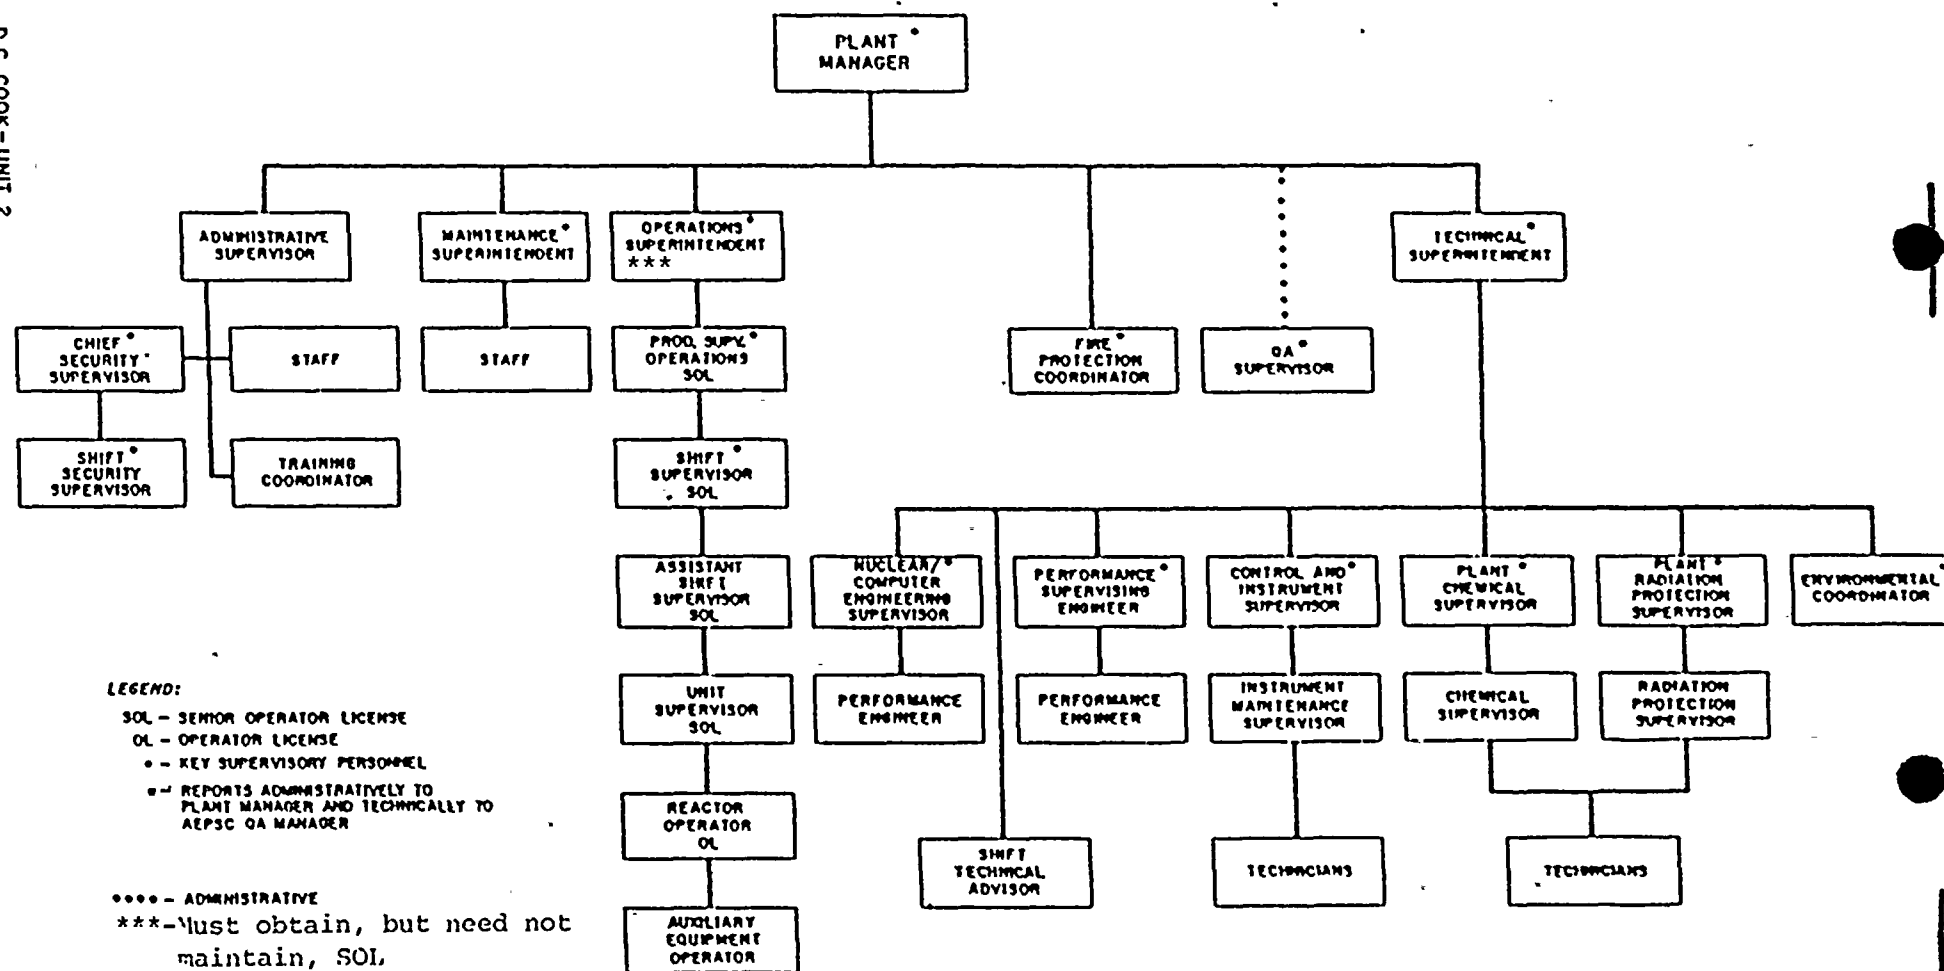 D.C. COOK-UNIT 2
PLANT •
MANAGER
ADMINISTRATIVE
SUPERVISOR
MAINTENANCE •
SUPERINTENDENT
OPERATIONS •
SUPERINTENDENT
***
TECHNICAL •
SUPERINTENDENT
CHIEF •
SECURITY
SUPERVISOR
STAFF
STAFF
PROD. SUPV. •
OPERATIONS
SOL
FIRE •
PROTECTION
COORDINATOR
QA •
SUPERVISOR
SHIFT •
SECURITY
SUPERVISOR
TRAINING
COORDINATOR
SHIFT •
SUPERVISOR
SOL
ASSISTANT
SHIFT
SUPERVISOR
SOL
NUCLEAR/ •
COMPUTER
ENGINEERING
SUPERVISOR
PERFORMANCE •
SUPERVISING
ENGINEER
CONTROL AND •
INSTRUMENT
SUPERVISOR
PLANT •
CHEMICAL
SUPERVISOR
PLANT •
RADIATION
PROTECTION
SUPERVISOR
ENVIRONMENTAL •
COORDINATOR
UNIT
SUPERVISOR
SOL
PERFORMANCE
ENGINEER
PERFORMANCE
ENGINEER
INSTRUMENT
MAINTENANCE
SUPERVISOR
CHEMICAL
SUPERVISOR
RADIATION
PROTECTION
SUPERVISOR
REACTOR
OPERATOR
OL
SHIFT
TECHNICAL
ADVISOR
TECHNICIANS
TECHNICIANS
AUXILIARY
EQUIPMENT
OPERATOR
LEGEND:
SOL – SENIOR OPERATOR LICENSE
OL – OPERATOR LICENSE
• – KEY SUPERVISORY PERSONNEL
▪ – REPORTS ADMINISTRATIVELY TO
PLANT MANAGER AND TECHNICALLY TO
AEPSC QA MANAGER
•••• – ADMINISTRATIVE
***-Must obtain, but need not
maintain, SOL